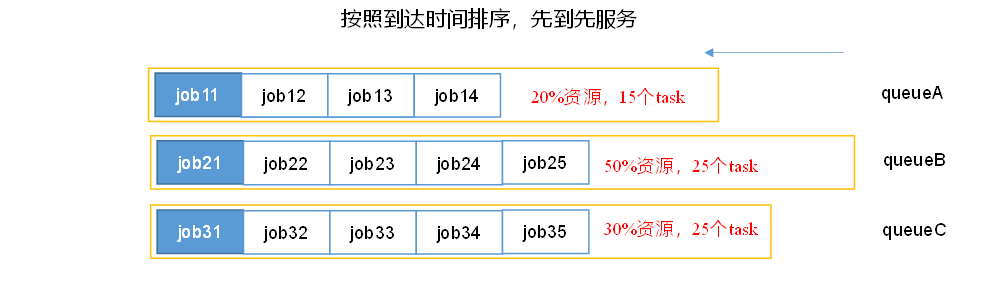 按照到达时间排序，先到先服务
job11 job12 job13 job14 20%资源，15个task queueA
job21 job22 job23 job24 job25 50%资源，25个task queueB
job31 job32 job33 job34 job35 30%资源，25个task queueC